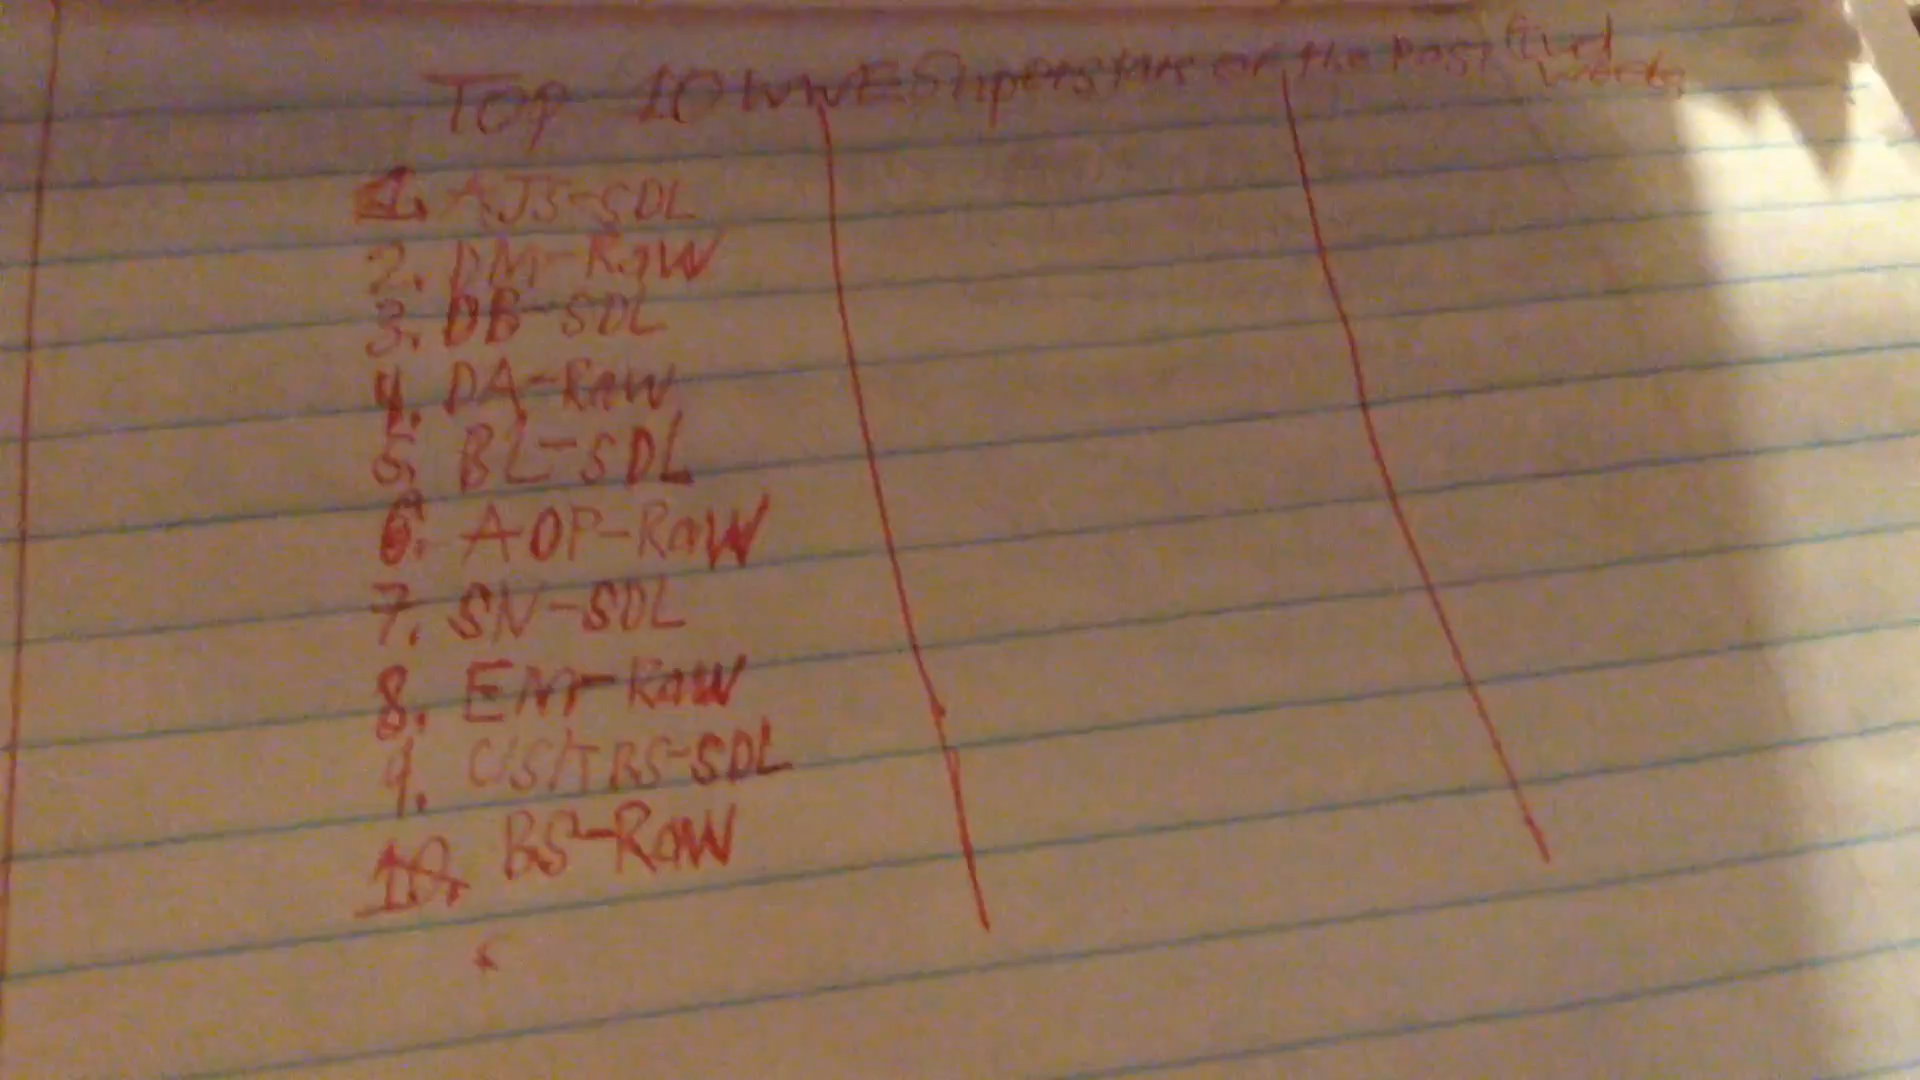 Top 10 WWE Superstars of the past five weeks
1. AJS-SDL
2. DM-RAW
3. DB-SDL
4. DA-RAW
5. BL-SDL
6. AOP-RAW
7. SN-SDL
8. EM-RAW
9. SDL
10. BS-RAW